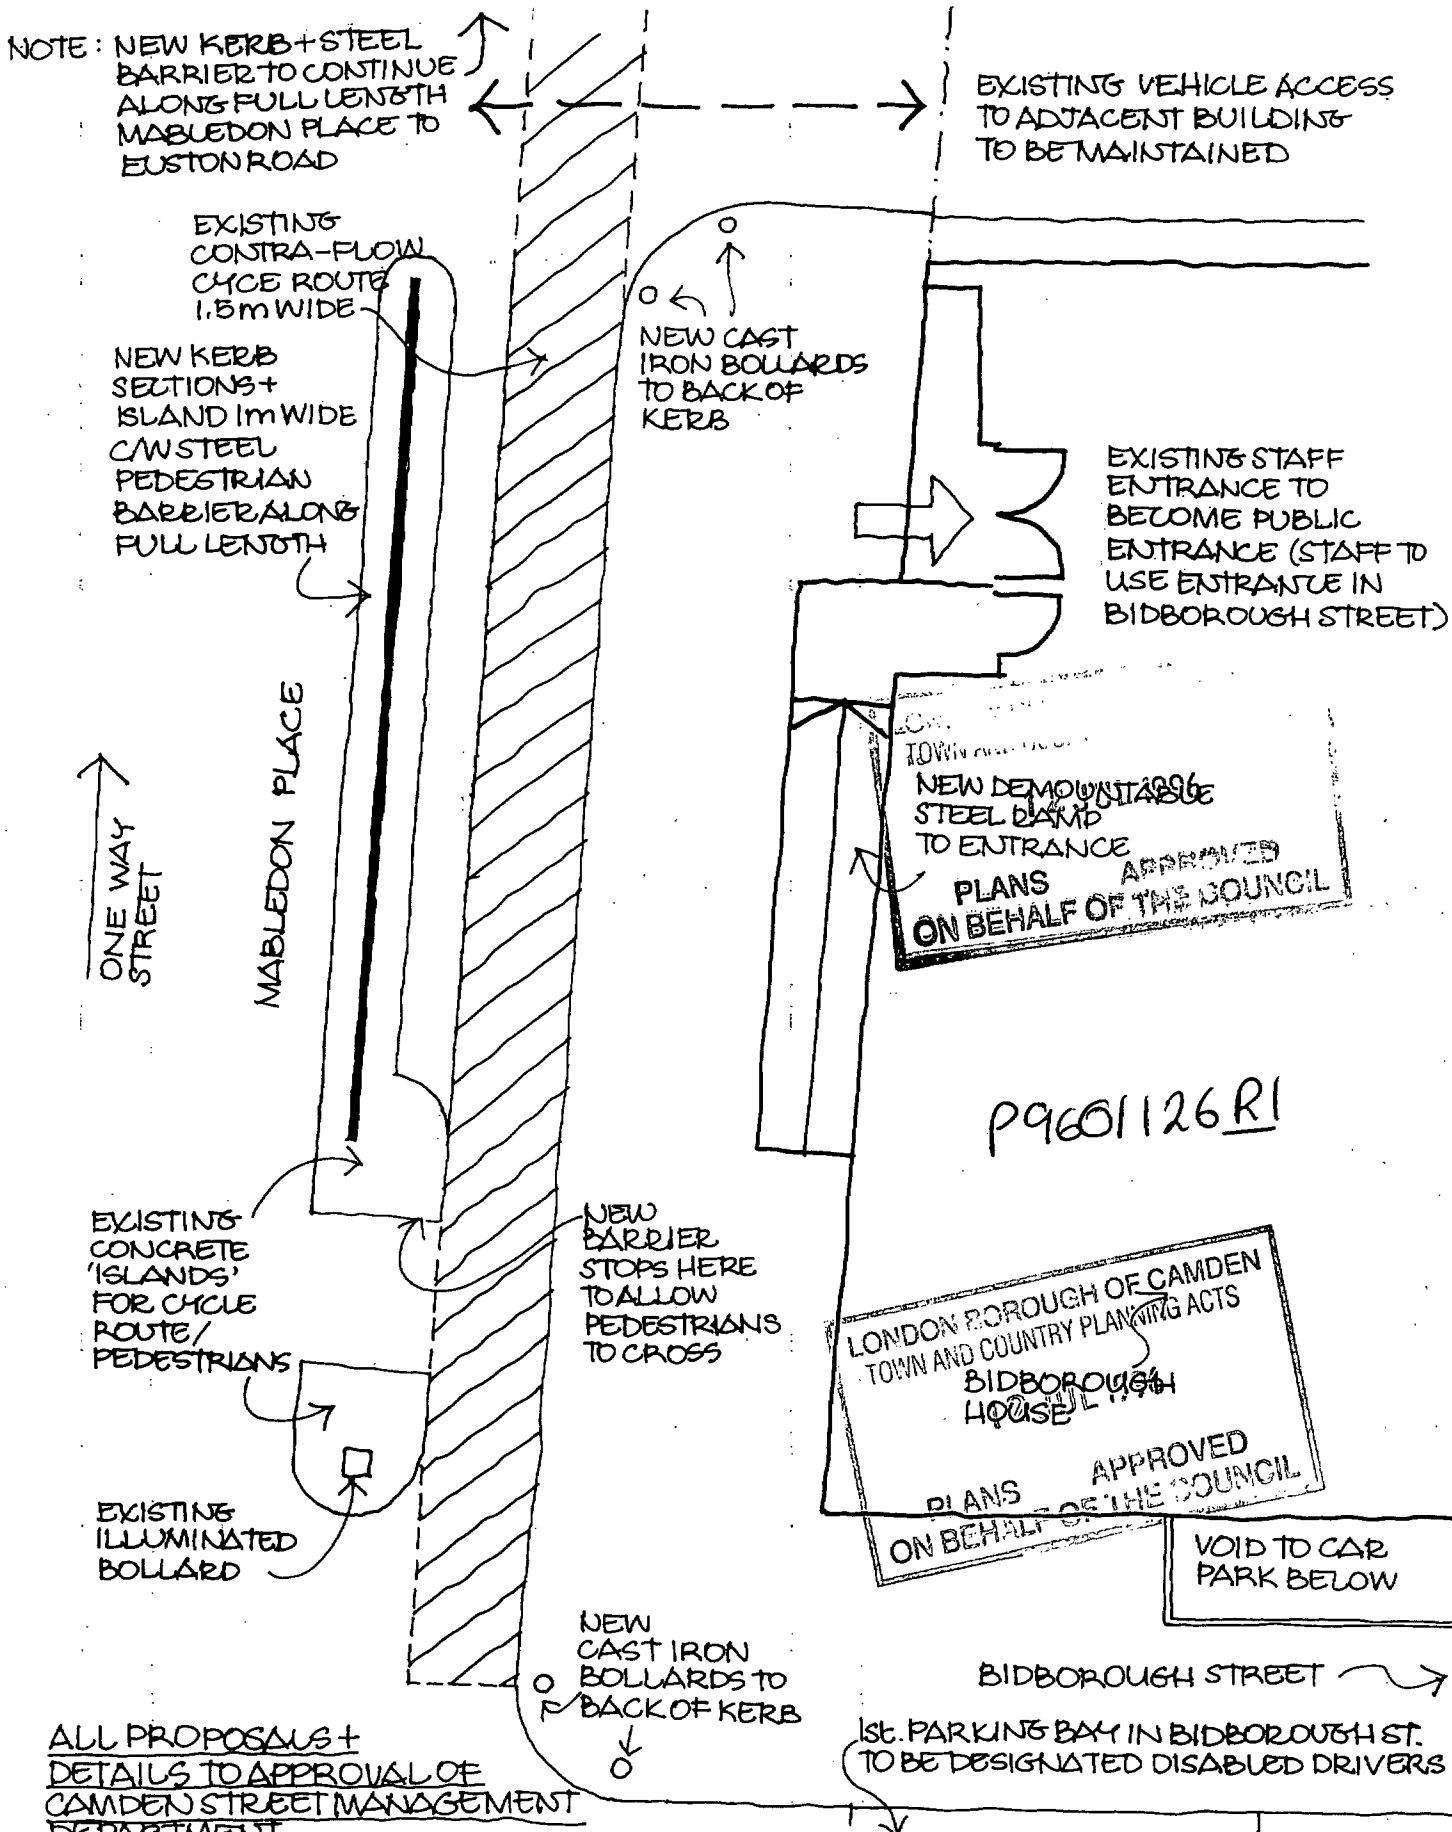 NOTE: NEW KERB + STEEL
BARRIER TO CONTINUE
ALONG FULL LENGTH
MABLEDON PLACE TO
EUSTON ROAD
EXISTING VEHICLE ACCESS
TO ADJACENT BUILDING
TO BE MAINTAINED
EXISTING
CONTRA-FLOW
CYCE ROUTE
1.5m WIDE
NEW CAST
IRON BOLLARDS
TO BACK OF
KERB
NEW KERB
SECTIONS +
ISLAND 1m WIDE
C/W STEEL
PEDESTRIAN
BARRIER ALONG
FULL LENGTH
EXISTING STAFF
ENTRANCE TO
BECOME PUBLIC
ENTRANCE (STAFF TO
USE ENTRANCE IN
BIDBOROUGH STREET)
MABLEDON PLACE
ONE WAY
STREET
TOWN
NEW DEMOUNTABLE
STEEL RAMP
TO ENTRANCE
PLANS APPROVED
ON BEHALF OF THE COUNCIL
P9601126 R1
EXISTING
CONCRETE
'ISLANDS'
FOR CYCLE
ROUTE/
PEDESTRIANS
NEW
BARRIER
STOPS HERE
TO ALLOW
PEDESTRIANS
TO CROSS
LONDON BOROUGH OF CAMDEN
TOWN AND COUNTRY PLANNING ACTS
BIDBOROUGH
HOUSE
PLANS APPROVED
ON BEHALF OF THE COUNCIL
EXISTING
ILLUMINATED
BOLLARD
VOID TO CAR
PARK BELOW
NEW
CAST IRON
BOLLARDS TO
BACK OF KERB
BIDBOROUGH STREET
1st. PARKING BAY IN BIDBOROUGH ST.
TO BE DESIGNATED DISABLED DRIVERS
ALL PROPOSALS +
DETAILS TO APPROVAL OF
CAMDEN STREET MANAGEMENT
DEPARTMENT